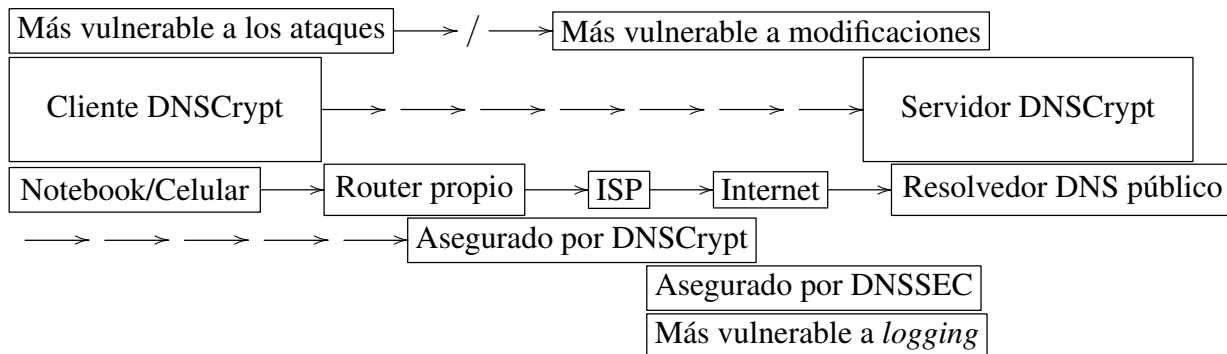 Más vulnerable a los ataques / Más vulnerable a modificaciones
Cliente DNSCrypt Servidor DNSCrypt
Notebook/Celular Router propio ISP Internet Resolvedor DNS público
Asegurado por DNSCrypt
Asegurado por DNSSEC
Más vulnerable a logging